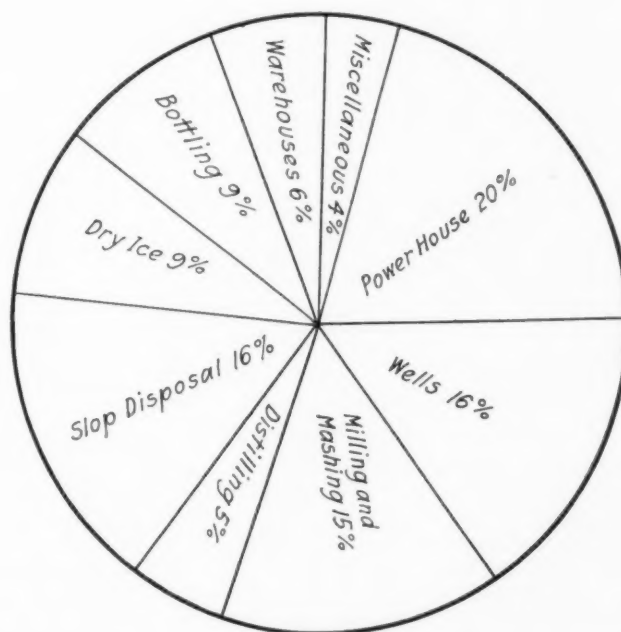 Miscellaneous 4%
Power House 20%
Wells 16%
Milling and
Mashing 15%
Distilling 5%
Slop Disposal 16%
Dry Ice 9%
Bottling 9%
Warehouses 6%